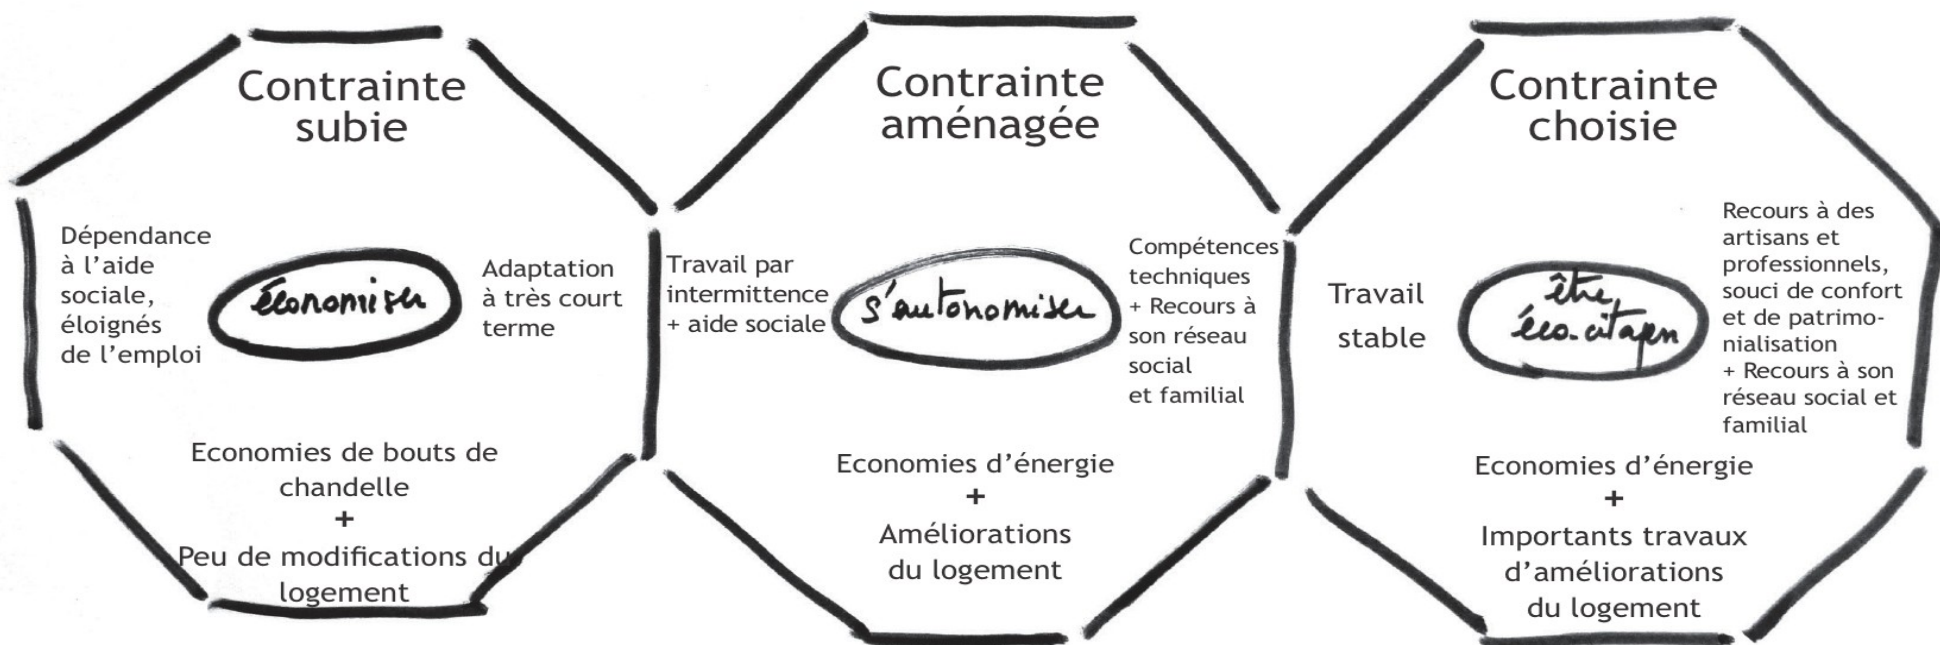 Contrainte
subie
Dépendance
à l’aide
sociale,
éloignés
de l’emploi
économiser
Adaptation
à très court
terme
Economies de bouts de
chandelle
+
Peu de modifications du
logement
Contrainte
aménagée
Travail par
intermittence
+ aide sociale
s'autonomiser
Compétences
techniques
+ Recours à
son réseau
social
et familial
Economies d’énergie
+
Améliorations
du logement
Contrainte
choisie
Travail
stable
être
éco-citoyen
Recours à des
artisans et
professionnels,
souci de confort
et de patrimo-
nialisation
+ Recours à son
réseau social et
familial
Economies d’énergie
+
Importants travaux
d’améliorations
du logement